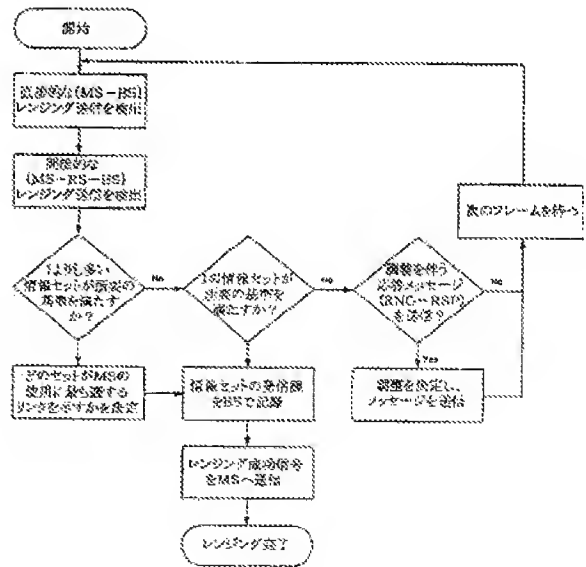 開始
直接的な(MS-BS)
レンジング送信を検出
間接的な
(MS-RS-BS)
レンジング送信を検出
1より多い
情報セットが所定の
基準を満たす
か？
No
1の情報セットが
所定の基準を
満たすか？
No
調整を伴う
応答メッセージ
(RNG-RSP)
を送信？
No
次のフレームを待つ
Yes
どのセットがMSの
使用に最も適する
リンクを示すかを決定
情報セットの発信源
をBSで記録
調整を決定し、
メッセージを送信
レンジング成功信号
をMSへ送信
レンジング完了